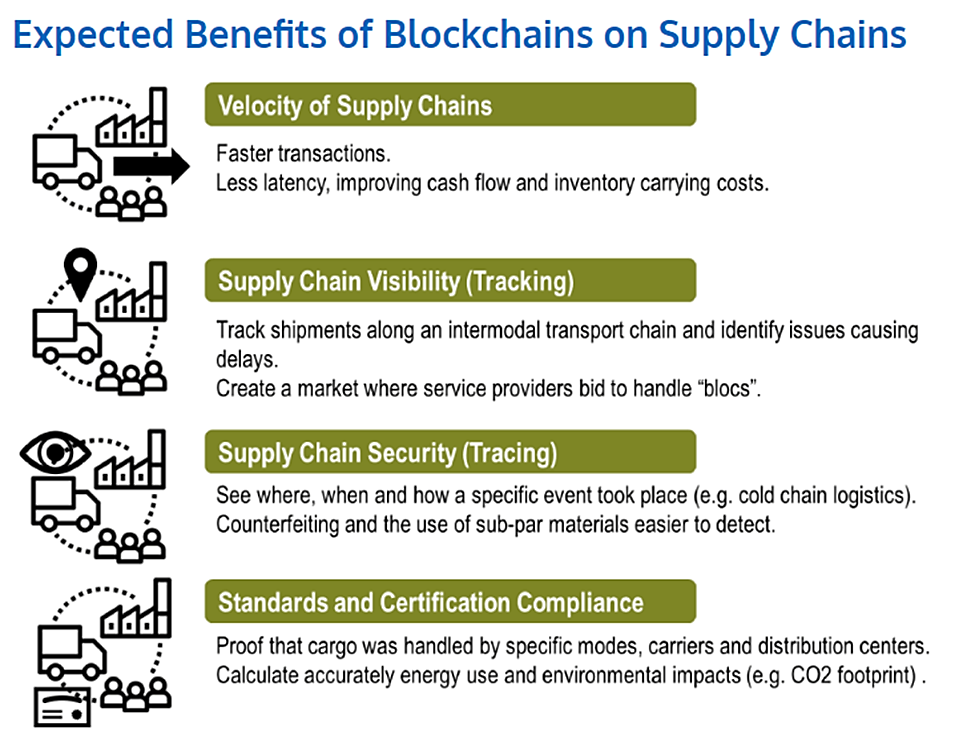 Expected Benefits of Blockchains on Supply Chains
Velocity of Supply Chains
Faster transactions.
Less latency, improving cash flow and inventory carrying costs.
Supply Chain Visibility (Tracking)
Track shipments along an intermodal transport chain and identify issues causing
delays.
Create a market where service providers bid to handle “blocs”.
Supply Chain Security (Tracing)
See where, when and how a specific event took place (e.g. cold chain logistics).
Counterfeiting and the use of sub-par materials easier to detect.
Standards and Certification Compliance
Proof that cargo was handled by specific modes, carriers and distribution centers.
Calculate accurately energy use and environmental impacts (e.g. CO2 footprint) .